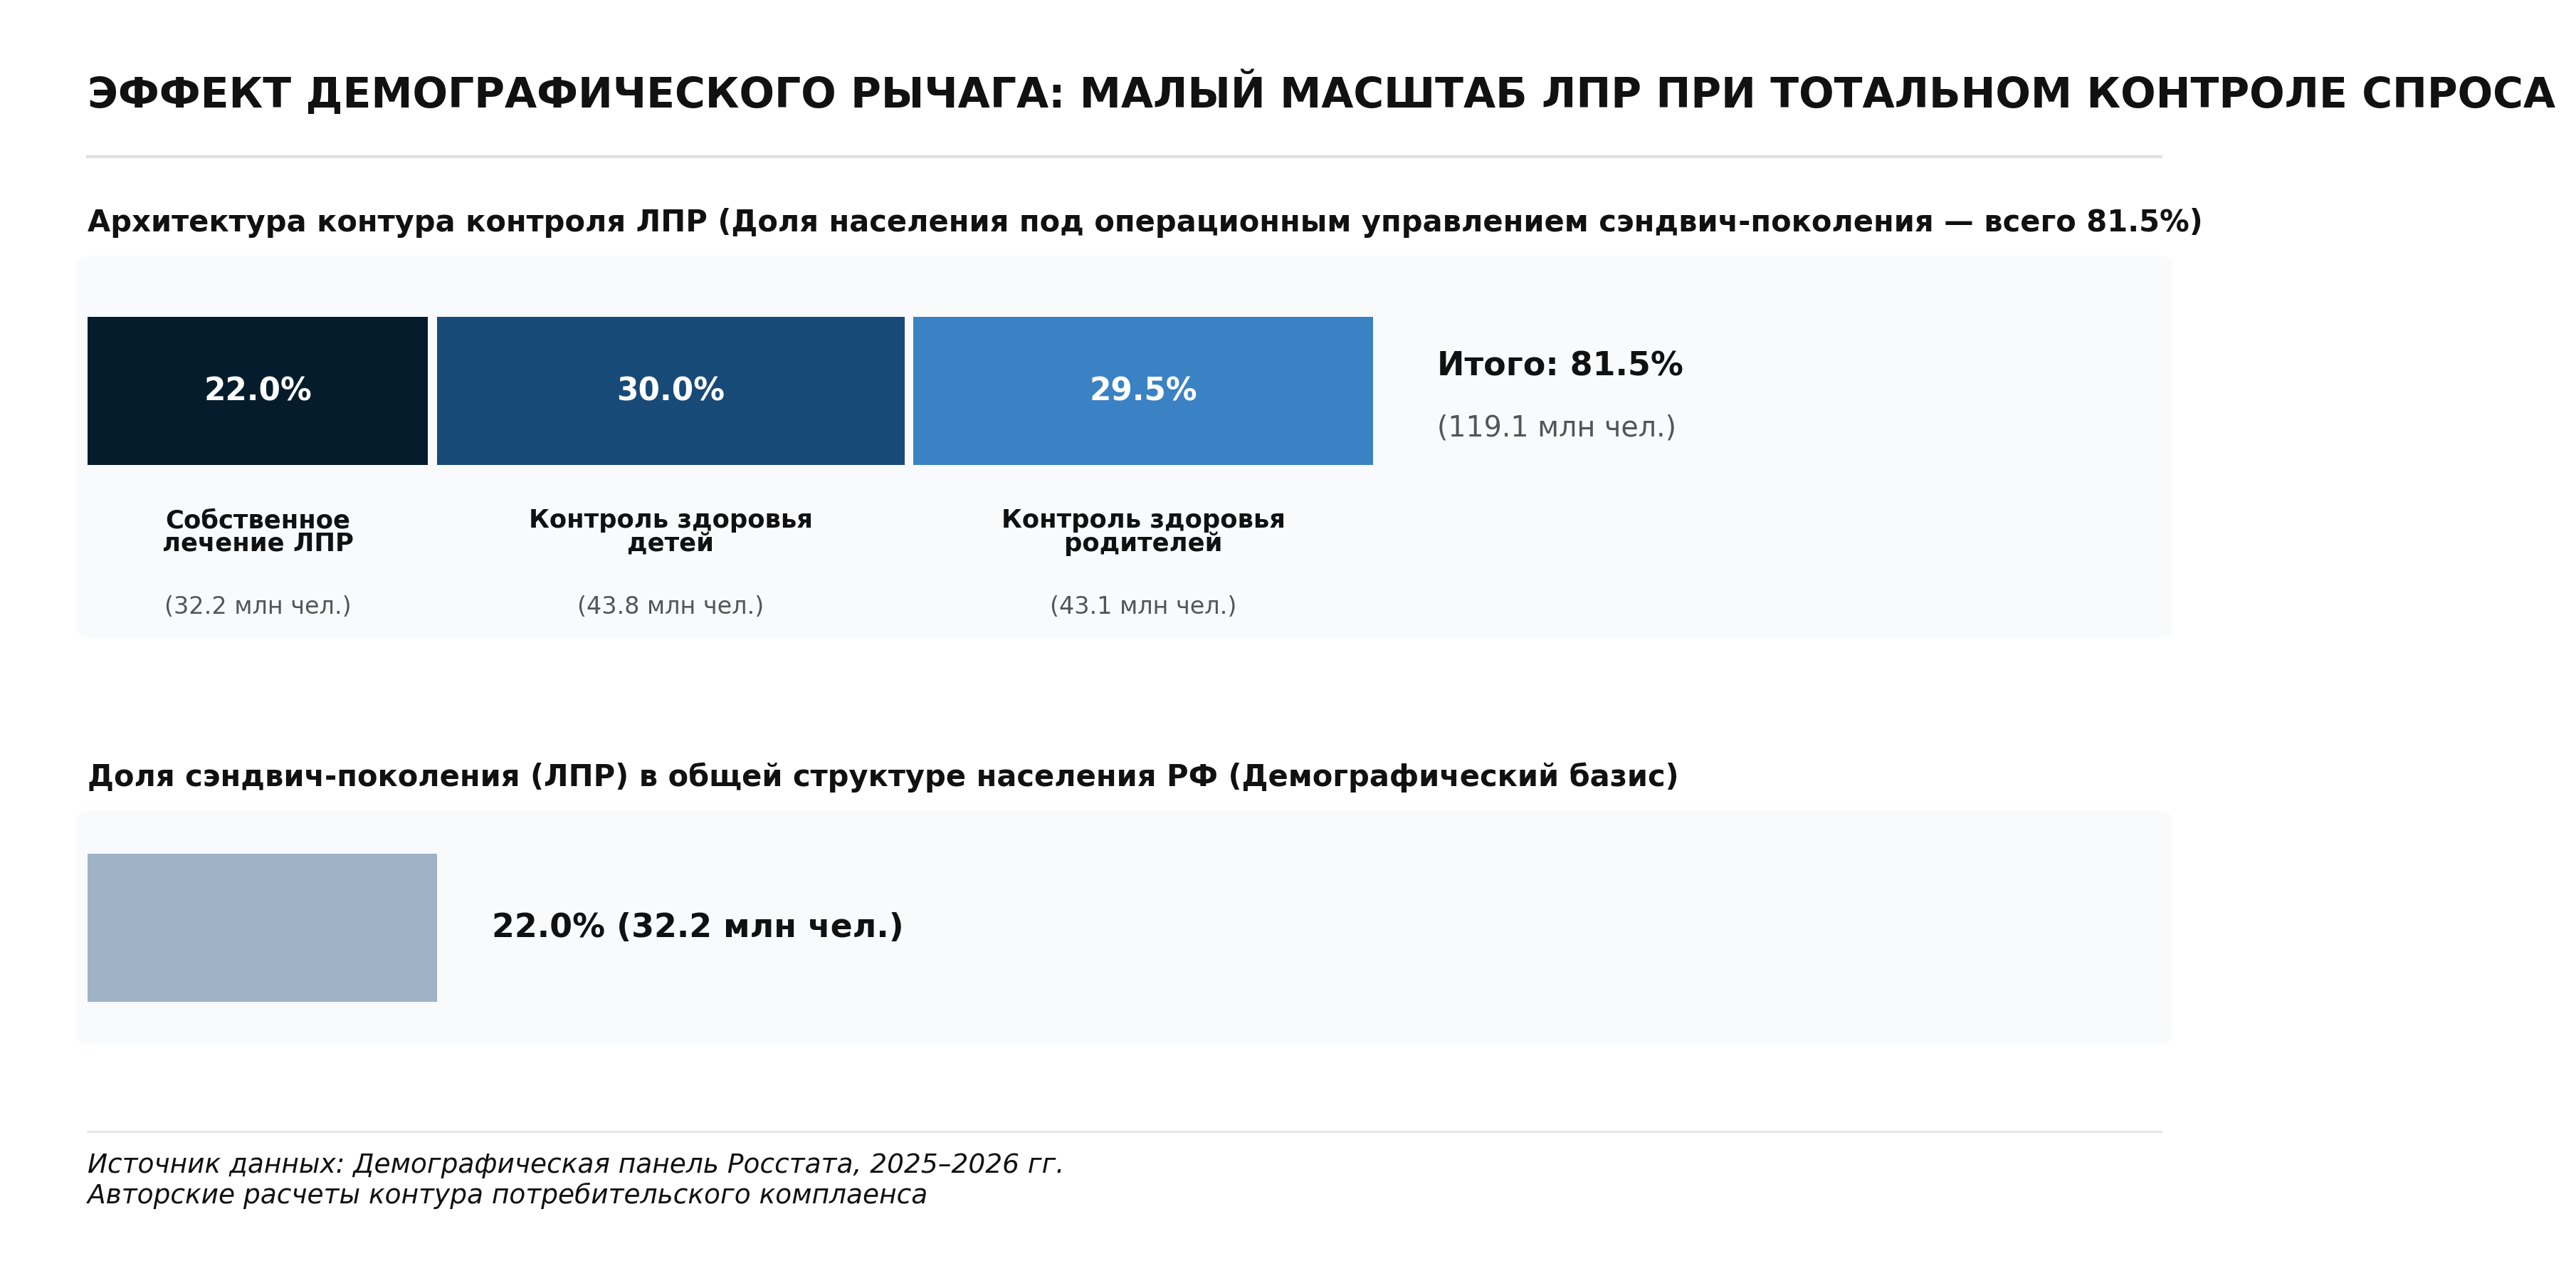 ЭФФЕКТ ДЕМОГРАФИЧЕСКОГО РЫЧАГА: МАЛЫЙ МАСШТАБ ЛПР ПРИ ТОТАЛЬНОМ КОНТРОЛЕ СПРОСА
Архитектура контура контроля ЛПР (Доля населения под операционным управлением сэндвич-поколения — всего 81.5%)
22.0%
30.0%
29.5%
Итого: 81.5%
(119.1 млн чел.)
Собственное
лечение ЛПР
(32.2 млн чел.)
Контроль здоровья
детей
(43.8 млн чел.)
Контроль здоровья
родителей
(43.1 млн чел.)
Доля сэндвич-поколения (ЛПР) в общей структуре населения РФ (Демографический базис)
22.0% (32.2 млн чел.)
Источник данных: Демографическая панель Росстата, 2025–2026 гг.
Авторские расчеты контура потребительского комплаенса